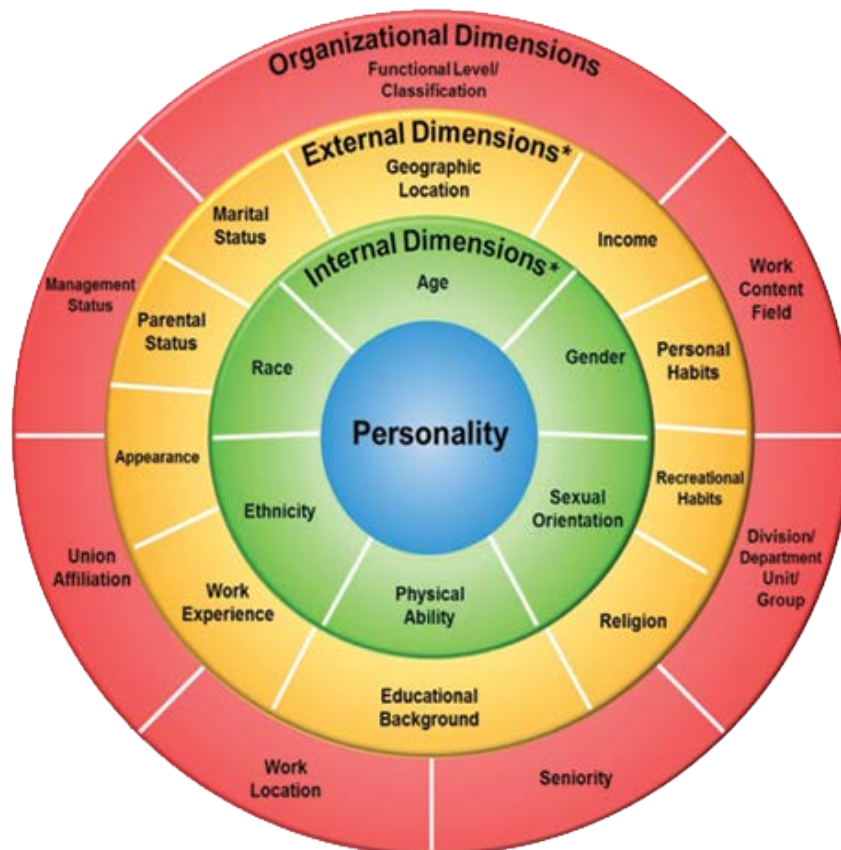 Organizational Dimensions
Functional Level/
Classification
External Dimensions*
Geographic
Location
Marital
Status
Income
Internal Dimensions*
Age
Work
Content
Field
Management
Status
Parental
Status
Race
Gender
Personal
Habits
Personality
Appearance
Recreational
Habits
Ethnicity
Sexual
Orientation
Union
Affiliation
Division/
Department
Unit/
Group
Work
Experience
Physical
Ability
Religion
Educational
Background
Work
Location
Seniority